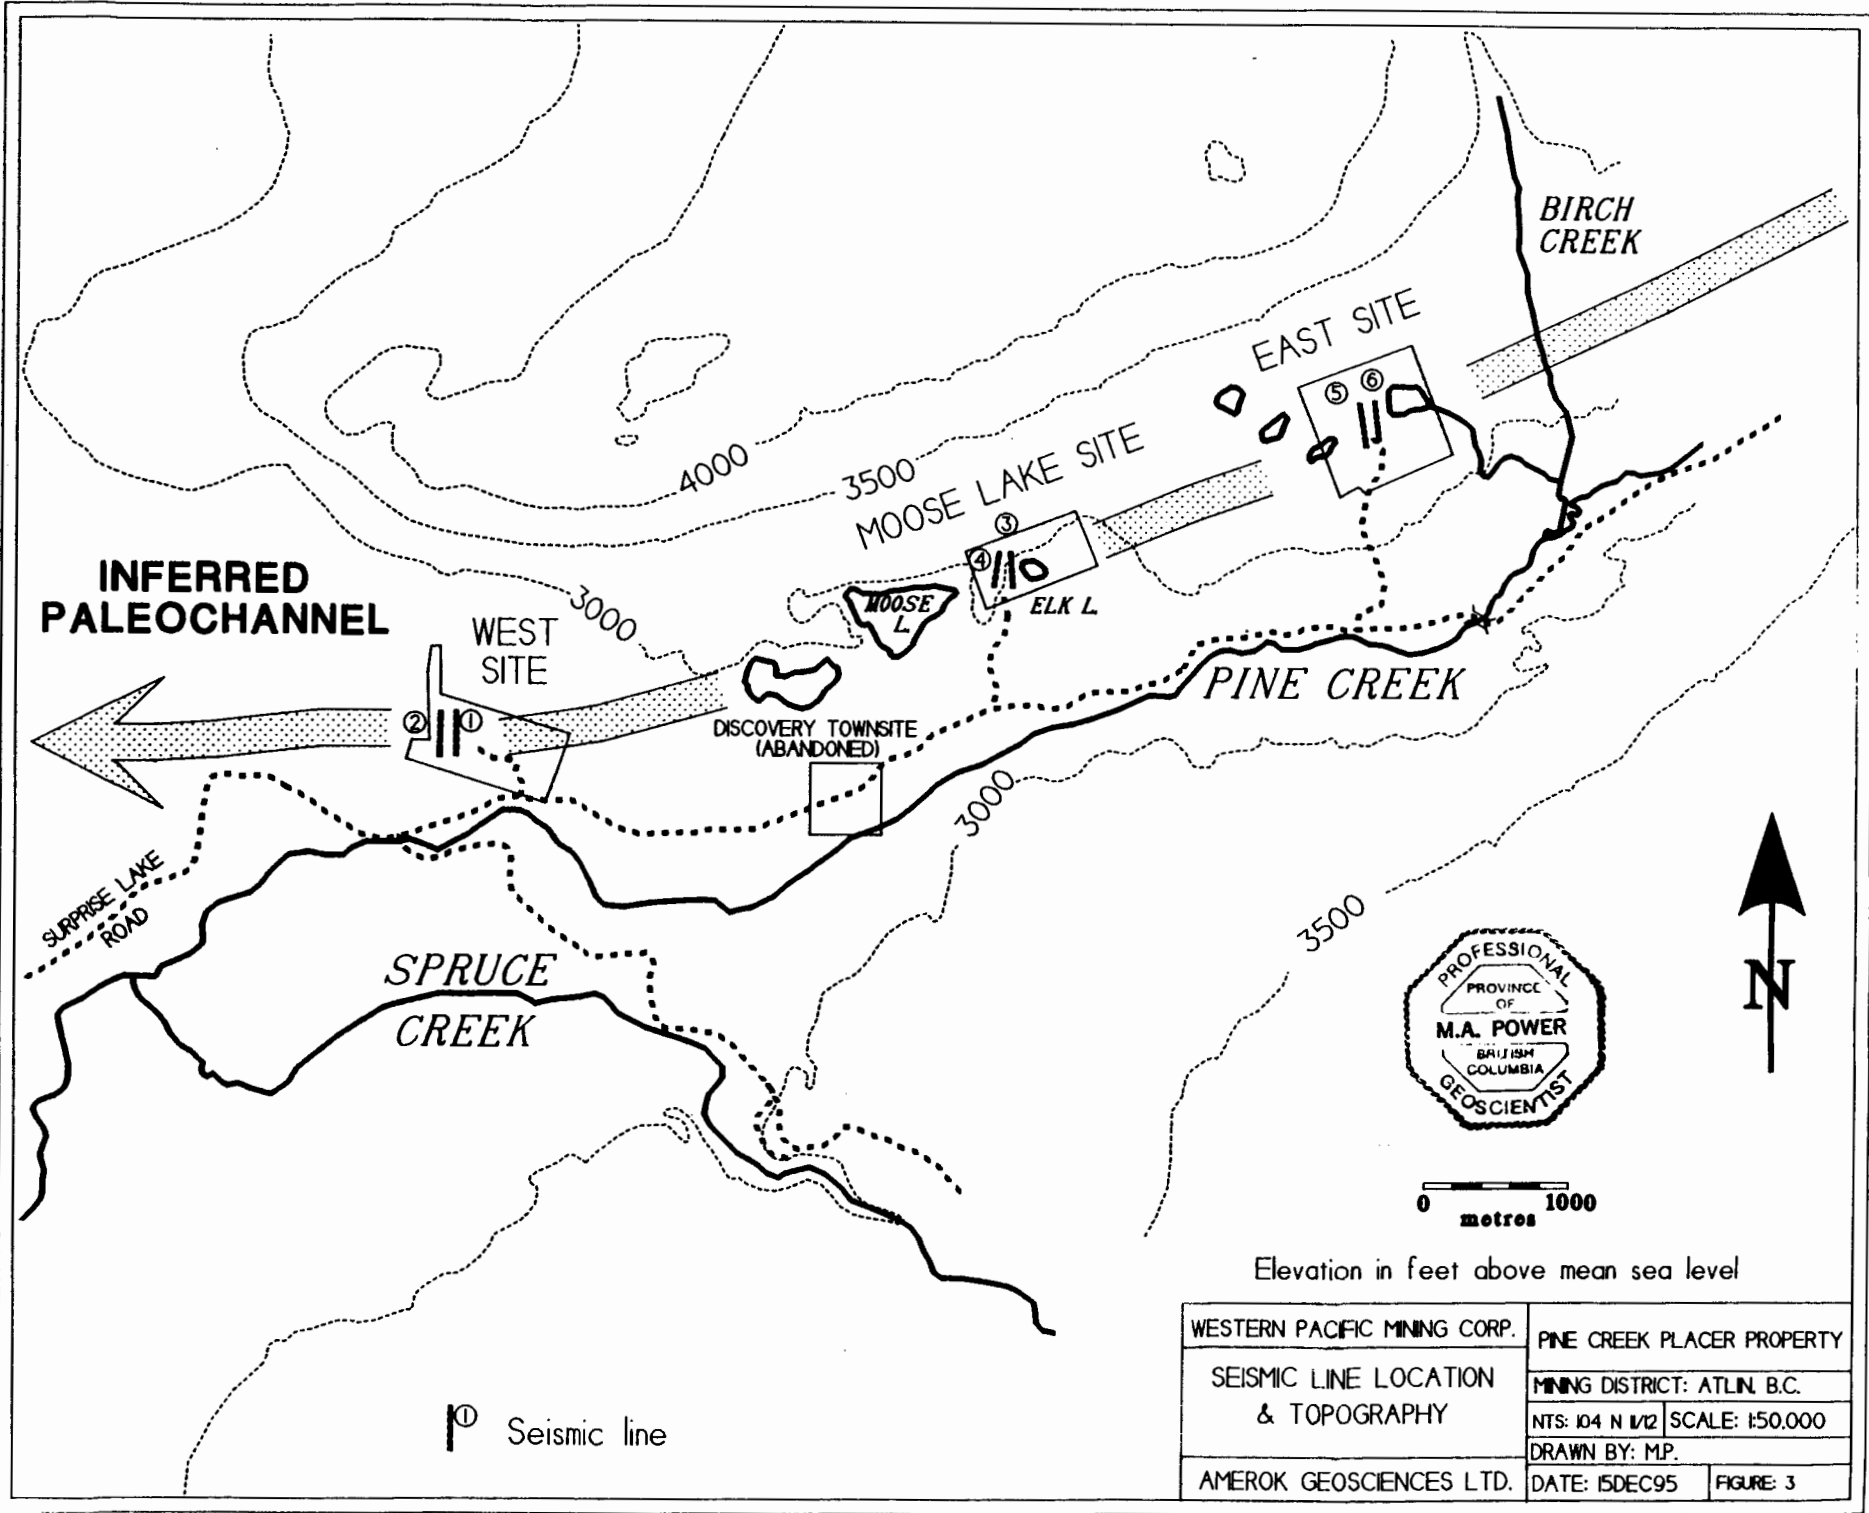 BIRCH
CREEK
EAST SITE
⑤ ⑥
4000
3500
MOOSE LAKE SITE
③
④
MOOSE
L.
ELK L.
INFERRED
PALEOCHANNEL
3000
WEST
SITE
② ①
DISCOVERY TOWNSITE
(ABANDONED)
PINE CREEK
3000
SURPRISE LAKE
ROAD
3500
SPRUCE
CREEK
PROFESSIONAL
PROVINCE
OF
M.A. POWER
BRITISH
COLUMBIA
GEOSCIENTIST
N
0 1000
metres
Elevation in feet above mean sea level
① Seismic line
WESTERN PACIFIC MINING CORP.
SEISMIC LINE LOCATION
& TOPOGRAPHY
AMEROK GEOSCIENCES LTD.
PINE CREEK PLACER PROPERTY
MINING DISTRICT: ATLIN, B.C.
NTS: 104 N 11/12 SCALE: 1:50,000
DRAWN BY: M.P.
DATE: 15DEC95 FIGURE: 3